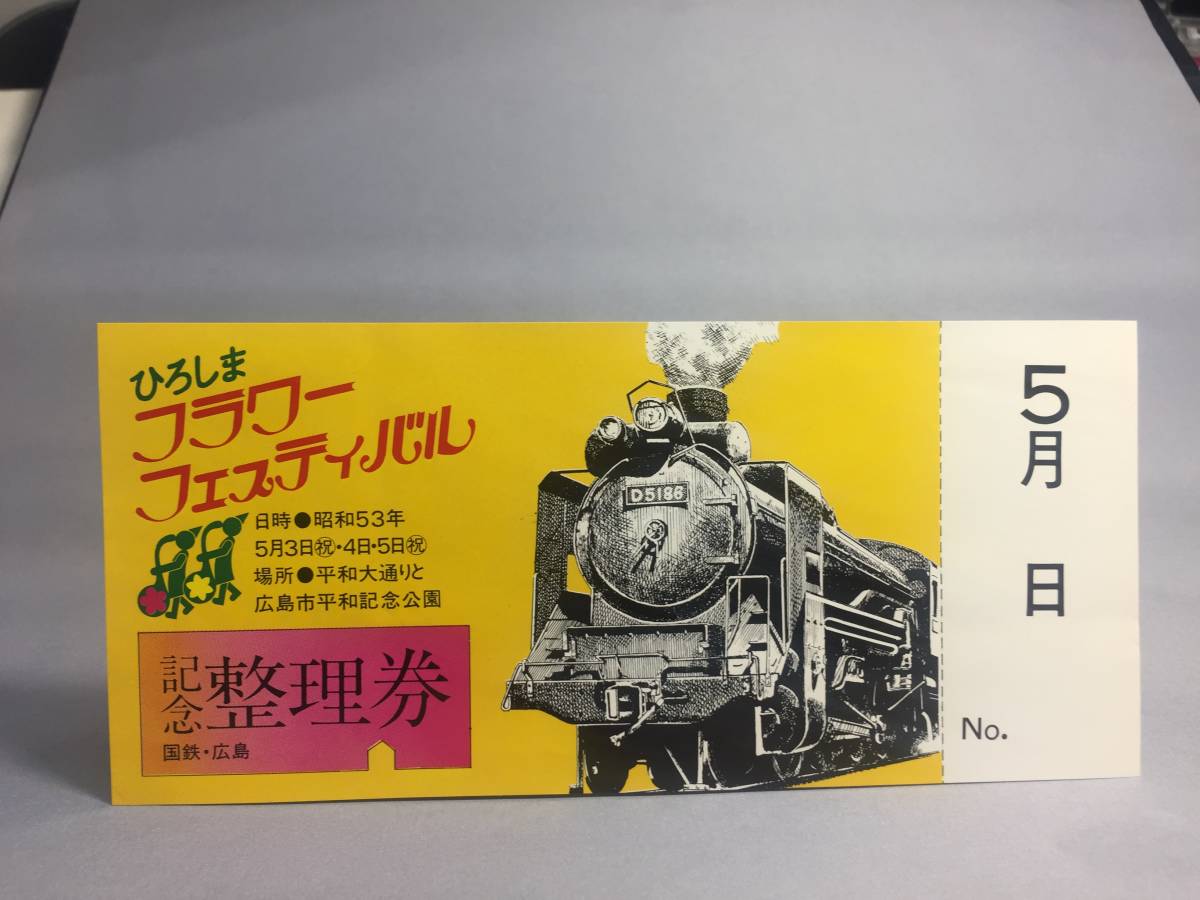 ひろしま
フラワー
フェスティバル
日時●昭和53年
5月3日㊗・4日・5日㊗
場所●平和大通りと
広島市平和記念公園
記念整理券
国鉄・広島
D5186
5
月
日
No.